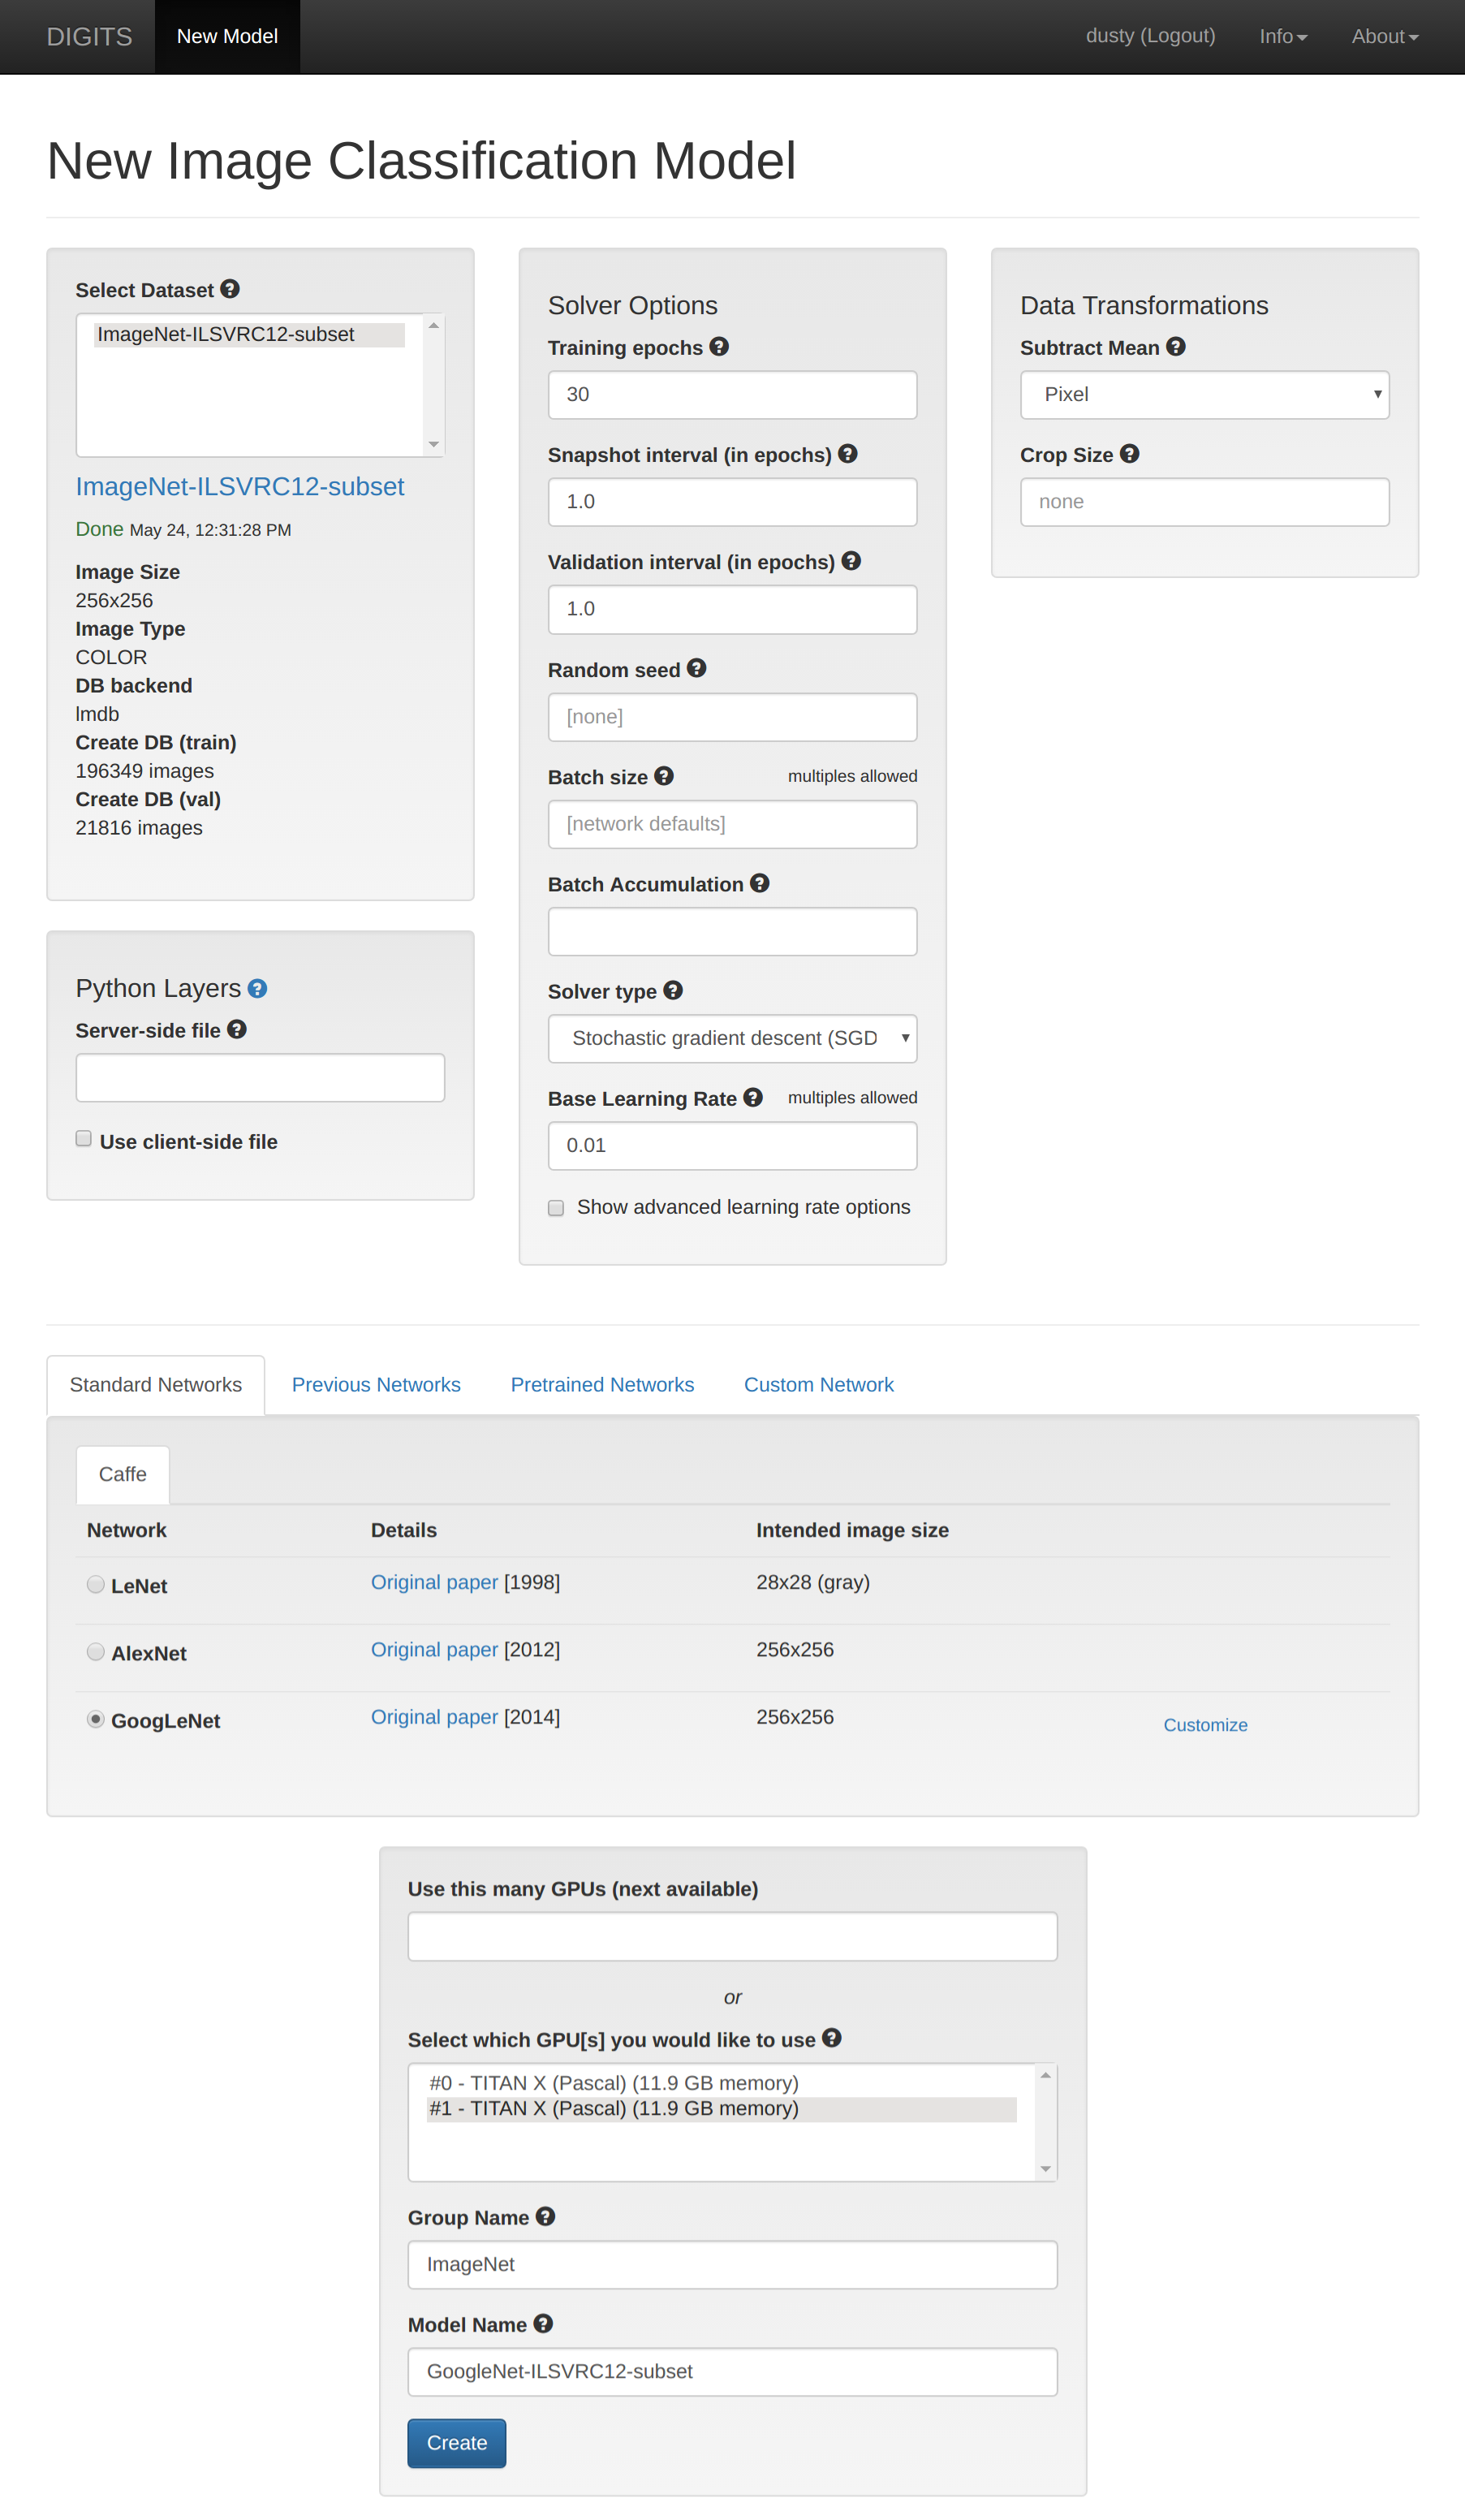 DIGITS New Model dusty (Logout) Info About
New Image Classification Model
Select Dataset
ImageNet-ILSVRC12-subset
ImageNet-ILSVRC12-subset
Done May 24, 12:31:28 PM
Image Size
256x256
Image Type
COLOR
DB backend
lmdb
Create DB (train)
196349 images
Create DB (val)
21816 images
Python Layers
Server-side file
Use client-side file
Solver Options
Training epochs
30
Snapshot interval (in epochs)
1.0
Validation interval (in epochs)
1.0
Random seed
[none]
Batch size multiples allowed
[network defaults]
Batch Accumulation
Solver type
Stochastic gradient descent (SGD
Base Learning Rate multiples allowed
0.01
Show advanced learning rate options
Data Transformations
Subtract Mean
Pixel
Crop Size
none
Standard Networks Previous Networks Pretrained Networks Custom Network
Caffe
Network Details Intended image size
LeNet Original paper [1998] 28x28 (gray)
AlexNet Original paper [2012] 256x256
GoogLeNet Original paper [2014] 256x256 Customize
Use this many GPUs (next available)
or
Select which GPU[s] you would like to use
#0 - TITAN X (Pascal) (11.9 GB memory)
#1 - TITAN X (Pascal) (11.9 GB memory)
Group Name
ImageNet
Model Name
GoogleNet-ILSVRC12-subset
Create